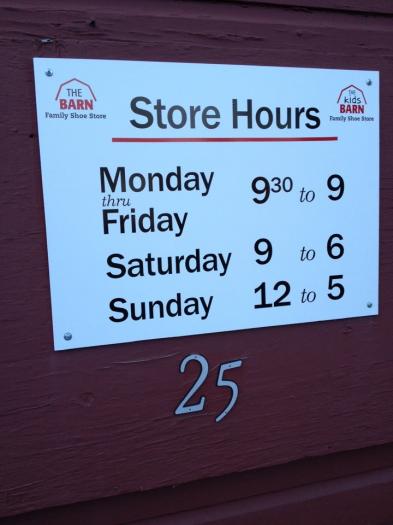 THE
BARN
Family Shoe Store
Store Hours
THE
kids
BARN
Family Shoe Store
Monday 9³⁰ to 9
thru
Friday
Saturday 9 to 6
Sunday 12 to 5
25